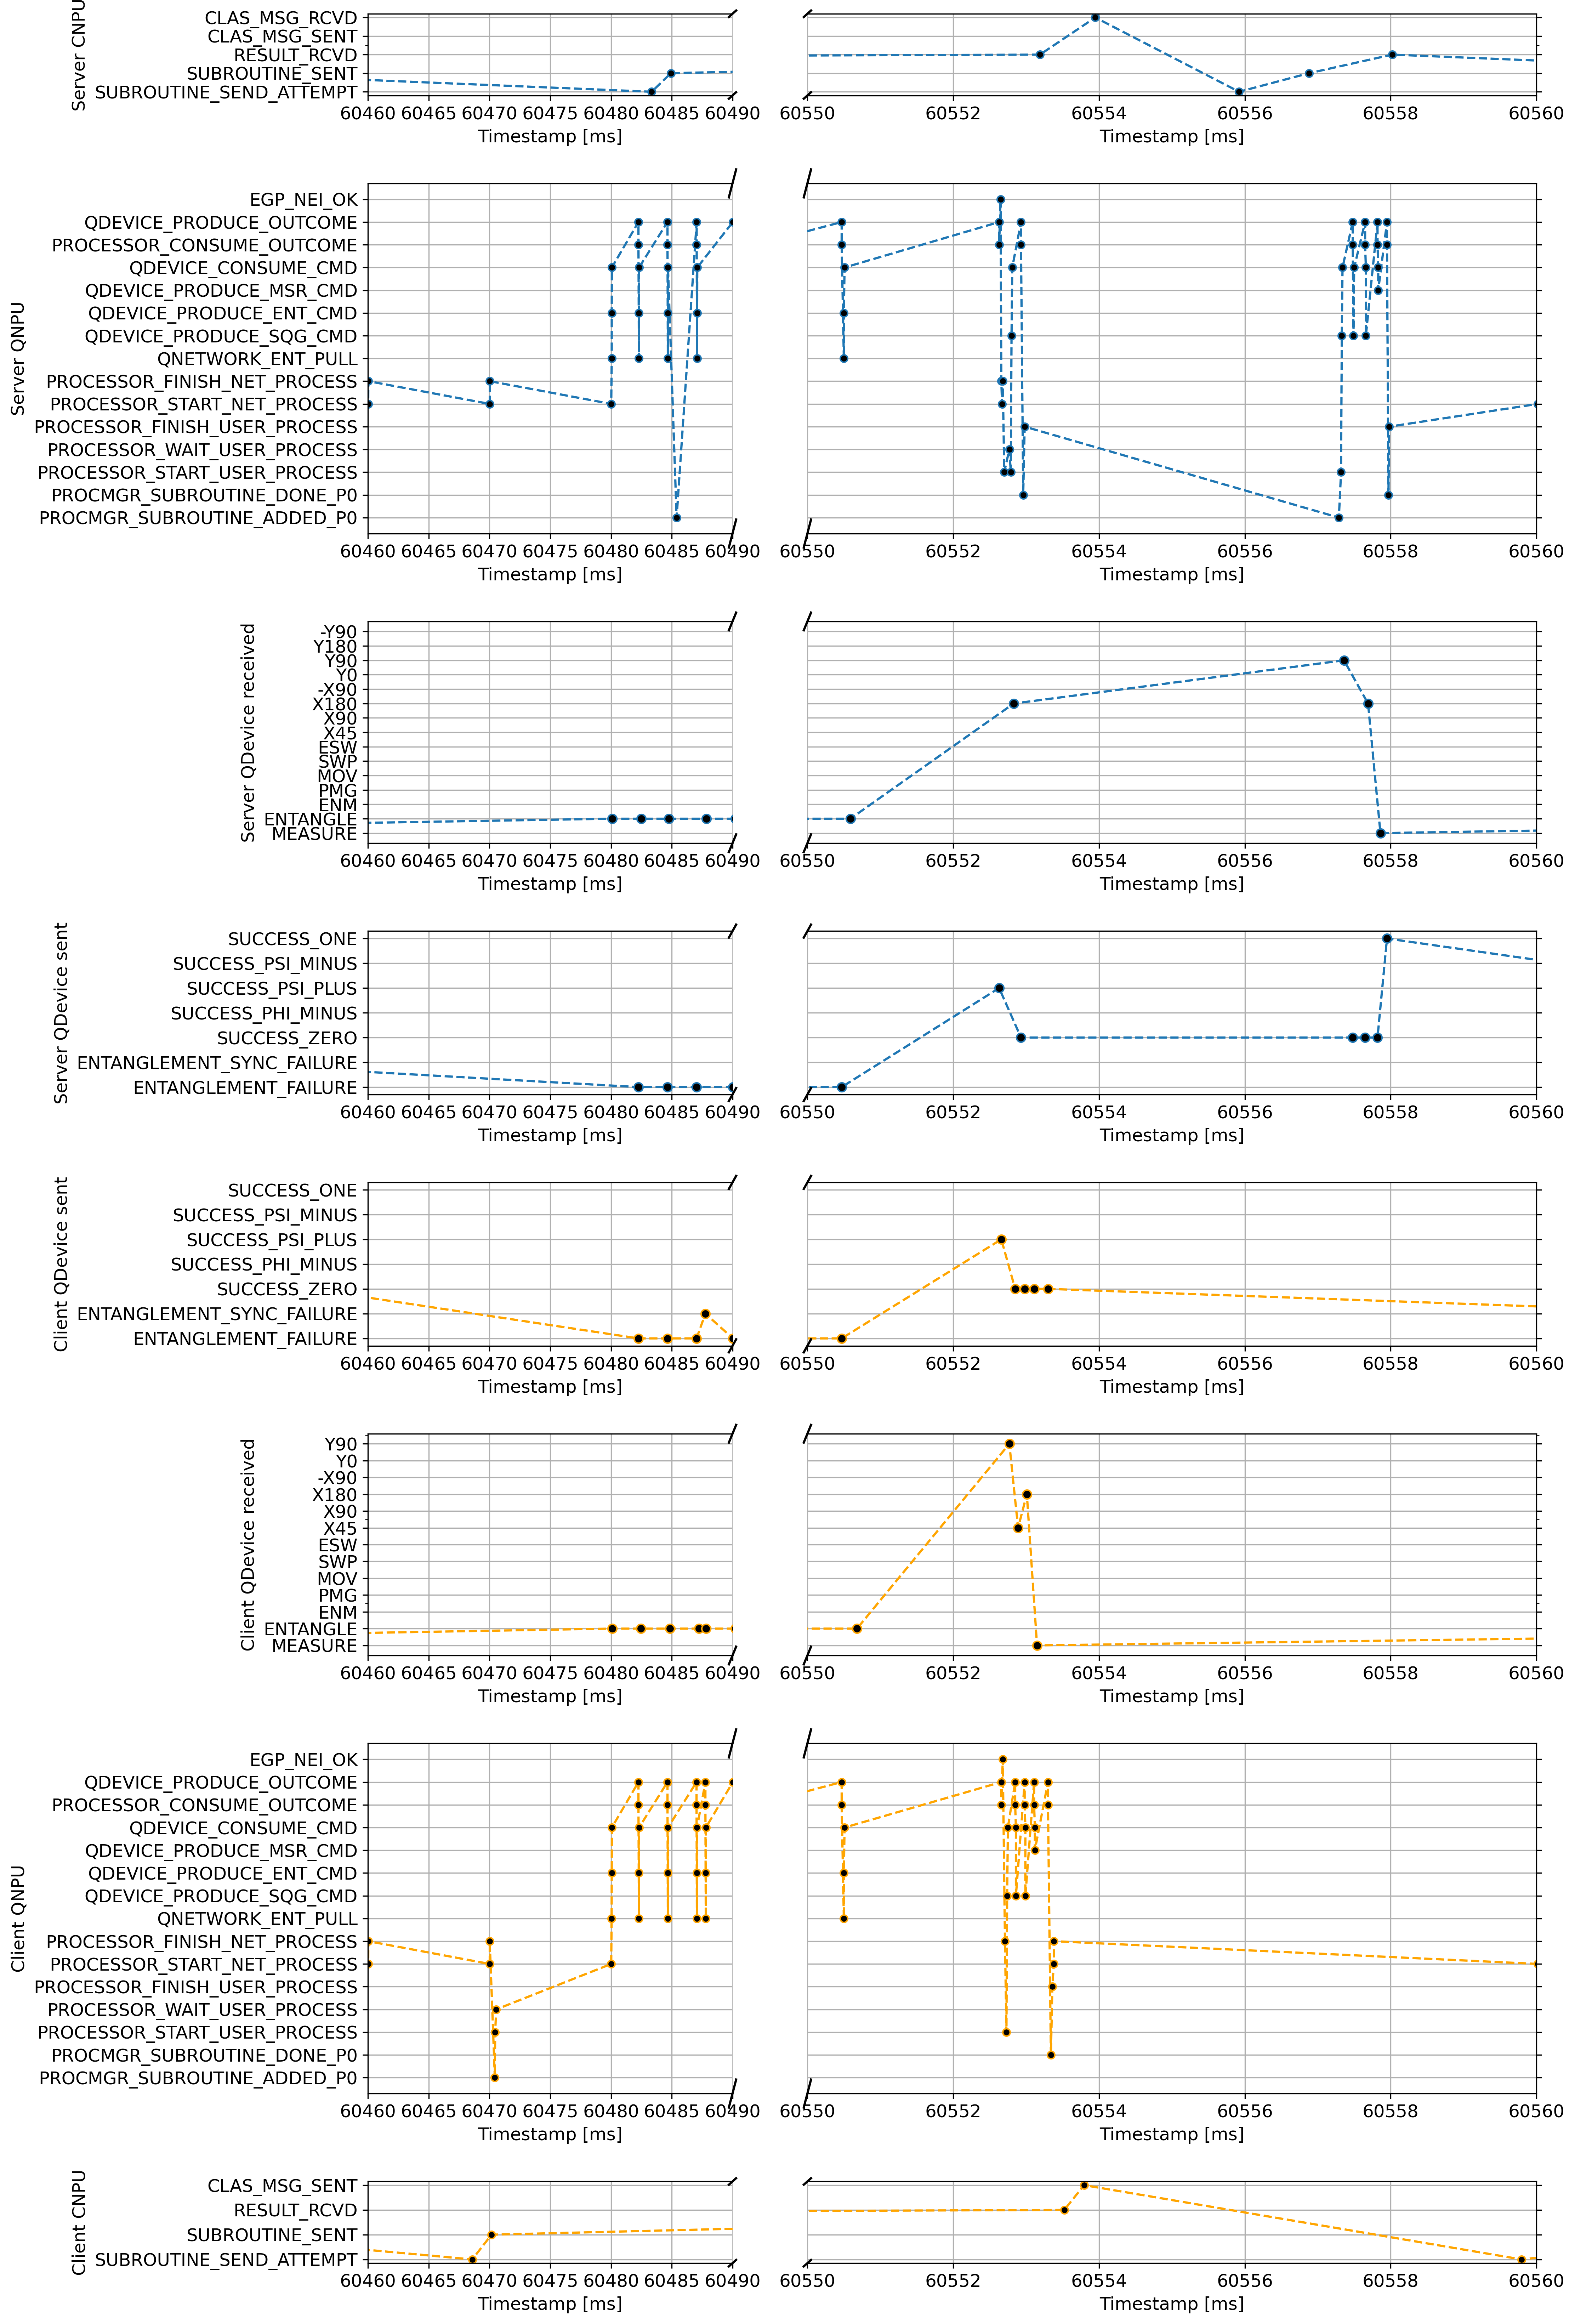 Server CNPU
CLAS_MSG_RCVD
CLAS_MSG_SENT
RESULT_RCVD
SUBROUTINE_SENT
SUBROUTINE_SEND_ATTEMPT
60460 60465 60470 60475 60480 60485 60490
60550 60552 60554 60556 60558 60560
Timestamp [ms]
Timestamp [ms]
Server QNPU
EGP_NEI_OK
QDEVICE_PRODUCE_OUTCOME
PROCESSOR_CONSUME_OUTCOME
QDEVICE_CONSUME_CMD
QDEVICE_PRODUCE_MSR_CMD
QDEVICE_PRODUCE_ENT_CMD
QDEVICE_PRODUCE_SQG_CMD
QNETWORK_ENT_PULL
PROCESSOR_FINISH_NET_PROCESS
PROCESSOR_START_NET_PROCESS
PROCESSOR_FINISH_USER_PROCESS
PROCESSOR_WAIT_USER_PROCESS
PROCESSOR_START_USER_PROCESS
PROCMGR_SUBROUTINE_DONE_P0
PROCMGR_SUBROUTINE_ADDED_P0
60460 60465 60470 60475 60480 60485 60490
60550 60552 60554 60556 60558 60560
Timestamp [ms]
Timestamp [ms]
Server QDevice received
-Y90
Y180
Y90
Y0
-X90
X180
X90
X45
ESW
SWP
MOV
PMG
ENM
ENTANGLE
MEASURE
60460 60465 60470 60475 60480 60485 60490
60550 60552 60554 60556 60558 60560
Timestamp [ms]
Timestamp [ms]
Server QDevice sent
SUCCESS_ONE
SUCCESS_PSI_MINUS
SUCCESS_PSI_PLUS
SUCCESS_PHI_MINUS
SUCCESS_ZERO
ENTANGLEMENT_SYNC_FAILURE
ENTANGLEMENT_FAILURE
60460 60465 60470 60475 60480 60485 60490
60550 60552 60554 60556 60558 60560
Timestamp [ms]
Timestamp [ms]
Client QDevice sent
SUCCESS_ONE
SUCCESS_PSI_MINUS
SUCCESS_PSI_PLUS
SUCCESS_PHI_MINUS
SUCCESS_ZERO
ENTANGLEMENT_SYNC_FAILURE
ENTANGLEMENT_FAILURE
60460 60465 60470 60475 60480 60485 60490
60550 60552 60554 60556 60558 60560
Timestamp [ms]
Timestamp [ms]
Client QDevice received
Y90
Y0
-X90
X180
X90
X45
ESW
SWP
MOV
PMG
ENM
ENTANGLE
MEASURE
60460 60465 60470 60475 60480 60485 60490
60550 60552 60554 60556 60558 60560
Timestamp [ms]
Timestamp [ms]
Client QNPU
EGP_NEI_OK
QDEVICE_PRODUCE_OUTCOME
PROCESSOR_CONSUME_OUTCOME
QDEVICE_CONSUME_CMD
QDEVICE_PRODUCE_MSR_CMD
QDEVICE_PRODUCE_ENT_CMD
QDEVICE_PRODUCE_SQG_CMD
QNETWORK_ENT_PULL
PROCESSOR_FINISH_NET_PROCESS
PROCESSOR_START_NET_PROCESS
PROCESSOR_FINISH_USER_PROCESS
PROCESSOR_WAIT_USER_PROCESS
PROCESSOR_START_USER_PROCESS
PROCMGR_SUBROUTINE_DONE_P0
PROCMGR_SUBROUTINE_ADDED_P0
60460 60465 60470 60475 60480 60485 60490
60550 60552 60554 60556 60558 60560
Timestamp [ms]
Timestamp [ms]
Client CNPU
CLAS_MSG_SENT
RESULT_RCVD
SUBROUTINE_SENT
SUBROUTINE_SEND_ATTEMPT
60460 60465 60470 60475 60480 60485 60490
60550 60552 60554 60556 60558 60560
Timestamp [ms]
Timestamp [ms]